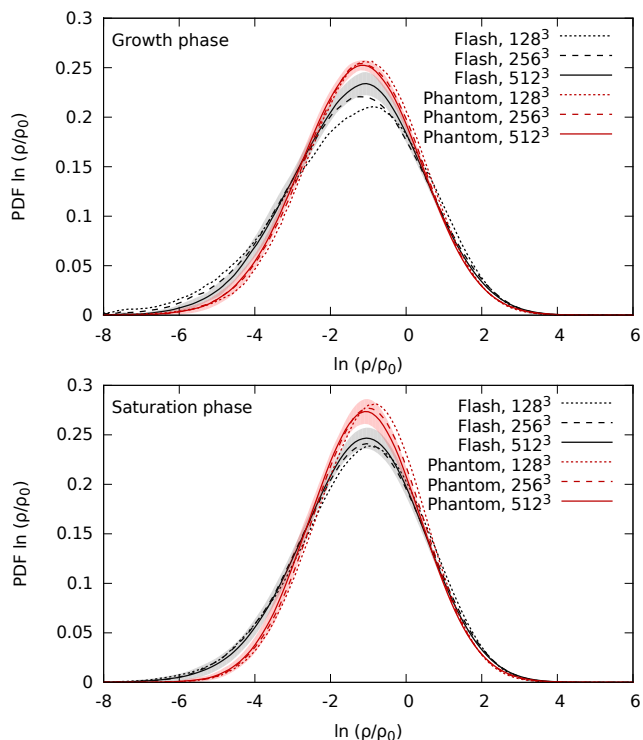 Growth phase
Flash, 128³
Flash, 256³
Flash, 512³
Phantom, 128³
Phantom, 256³
Phantom, 512³
PDF ln (ρ/ρ₀)
0.3
0.25
0.2
0.15
0.1
0.05
0
-8 -6 -4 -2 0 2 4 6
ln (ρ/ρ₀)
Saturation phase
Flash, 128³
Flash, 256³
Flash, 512³
Phantom, 128³
Phantom, 256³
Phantom, 512³
PDF ln (ρ/ρ₀)
0.3
0.25
0.2
0.15
0.1
0.05
0
-8 -6 -4 -2 0 2 4 6
ln (ρ/ρ₀)